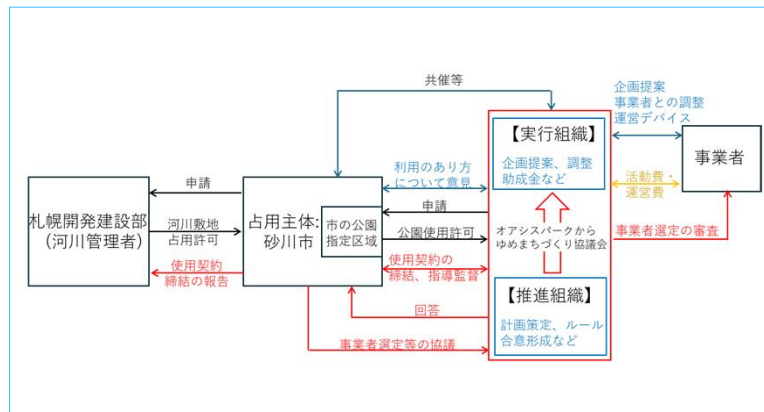 共催等
企画提案
事業者との調整
運営デバイス
【実行組織】
企画提案、調整
助成金など
事業者
利用のあり方
について意見
活動費・
運営費
申請
申請
札幌開発建設部
（河川管理者）
河川敷地
占用許可
占用主体:
砂川市
市の公園
指定区域
公園使用許可
オアシスパークから
ゆめまちづくり協議会
事業者選定の審査
使用契約
締結の報告
使用契約の
締結、指導監督
【推進組織】
計画策定、ルール
合意形成など
回答
事業者選定等の協議